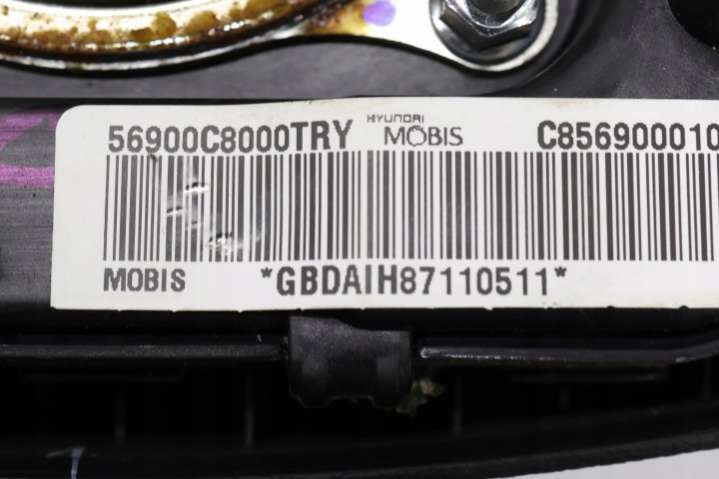 56900C8000TRY HYUNDAI MOBIS C856900010
MOBIS *GBDAIH87110511*